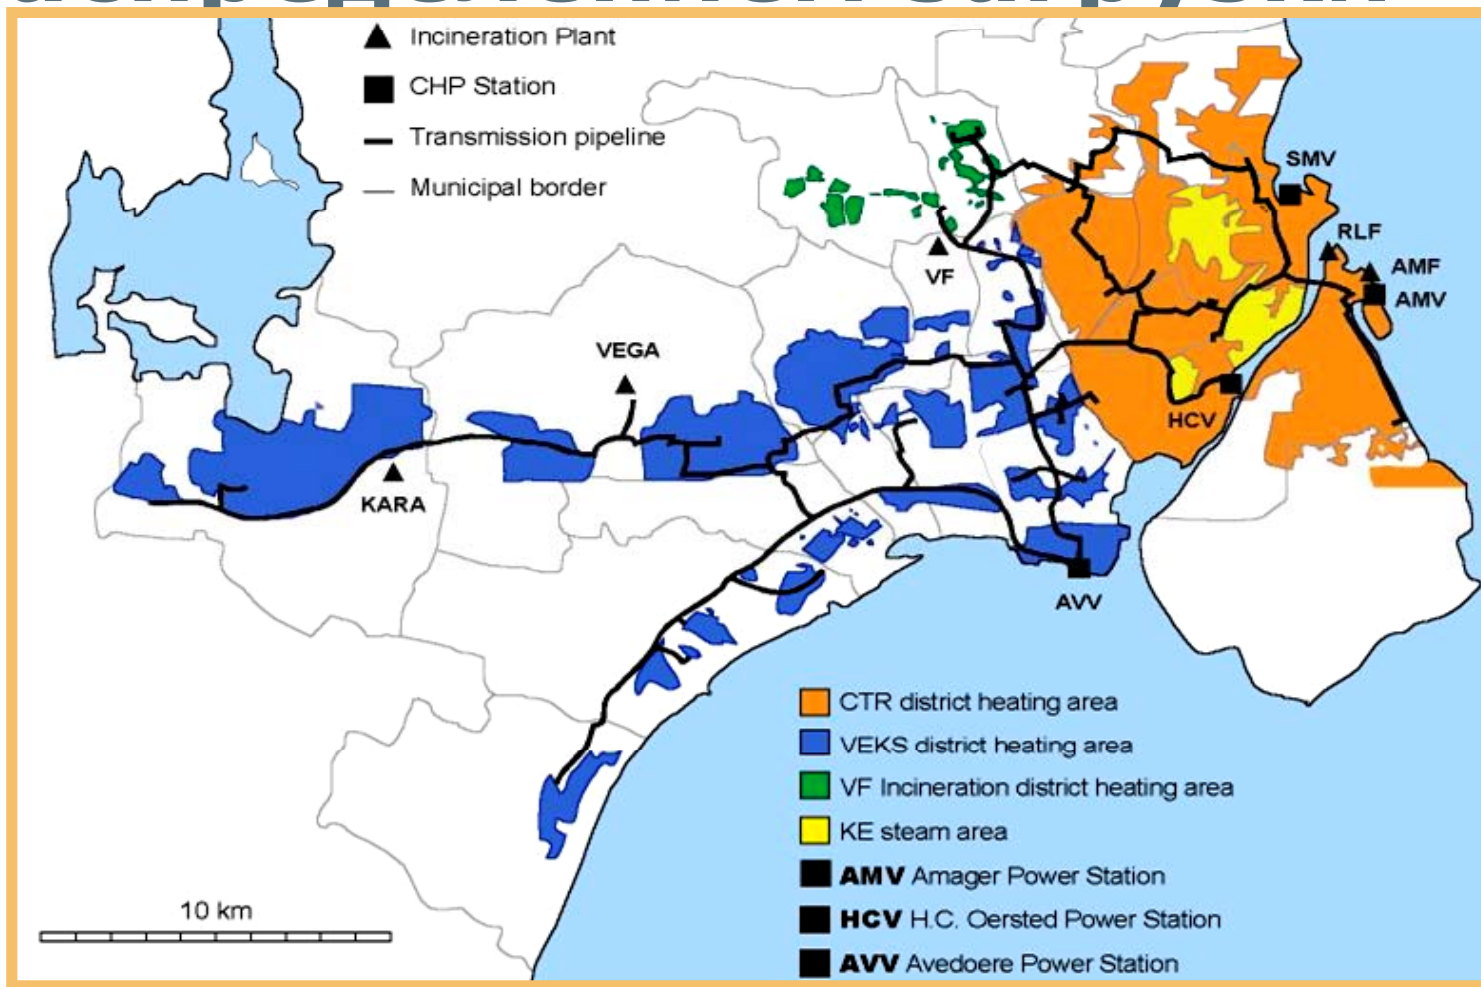 Incineration Plant
CHP Station
Transmission pipeline
Municipal border
SMV
RLF
AMF
AMV
VF
VEGA
HCV
KARA
AVV
CTR district heating area
VEKS district heating area
VF Incineration district heating area
KE steam area
AMV Amager Power Station
HCV H.C. Oersted Power Station
AVV Avedoere Power Station
10 km